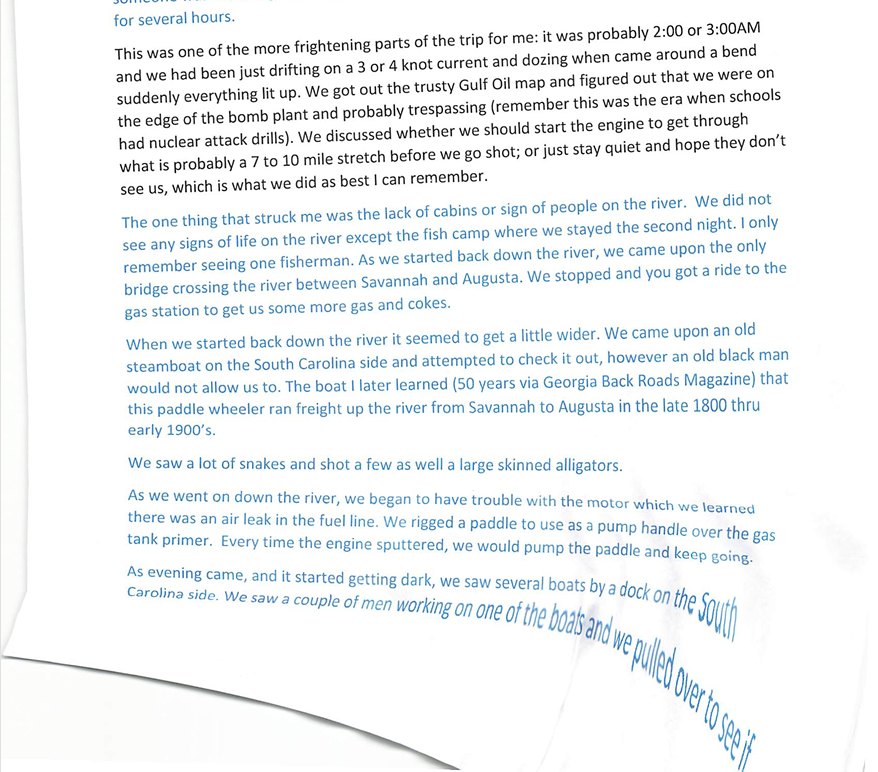 for several hours.
This was one of the more frightening parts of the trip for me: it was probably 2:00 or 3:00AM
and we had been just drifting on a 3 or 4 knot current and dozing when came around a bend
suddenly everything lit up. We got out the trusty Gulf Oil map and figured out that we were on
the edge of the bomb plant and probably trespassing (remember this was the era when schools
had nuclear attack drills). We discussed whether we should start the engine to get through
what is probably a 7 to 10 mile stretch before we go shot; or just stay quiet and hope they don't
see us, which is what we did as best I can remember.
The one thing that struck me was the lack of cabins or sign of people on the river.  We did not
see any signs of life on the river except the fish camp where we stayed the second night. I only
remember seeing one fisherman. As we started back down the river, we came upon the only
bridge crossing the river between Savannah and Augusta. We stopped and you got a ride to the
gas station to get us some more gas and cokes.
When we started back down the river it seemed to get a little wider. We came upon an old
steamboat on the South Carolina side and attempted to check it out, however an old black man
would not allow us to. The boat I later learned (50 years via Georgia Back Roads Magazine) that
this paddle wheeler ran freight up the river from Savannah to Augusta in the late 1800 thru
early 1900's.
We saw a lot of snakes and shot a few as well a large skinned alligators.
As we went on down the river, we began to have trouble with the motor which we learned
there was an air leak in the fuel line. We rigged a paddle to use as a pump handle over the gas
tank primer.  Every time the engine sputtered, we would pump the paddle and keep going.
As evening came, and it started getting dark, we saw several boats by a dock on the South
Carolina side. We saw a couple of men working on one of the boats and we pulled over to see if